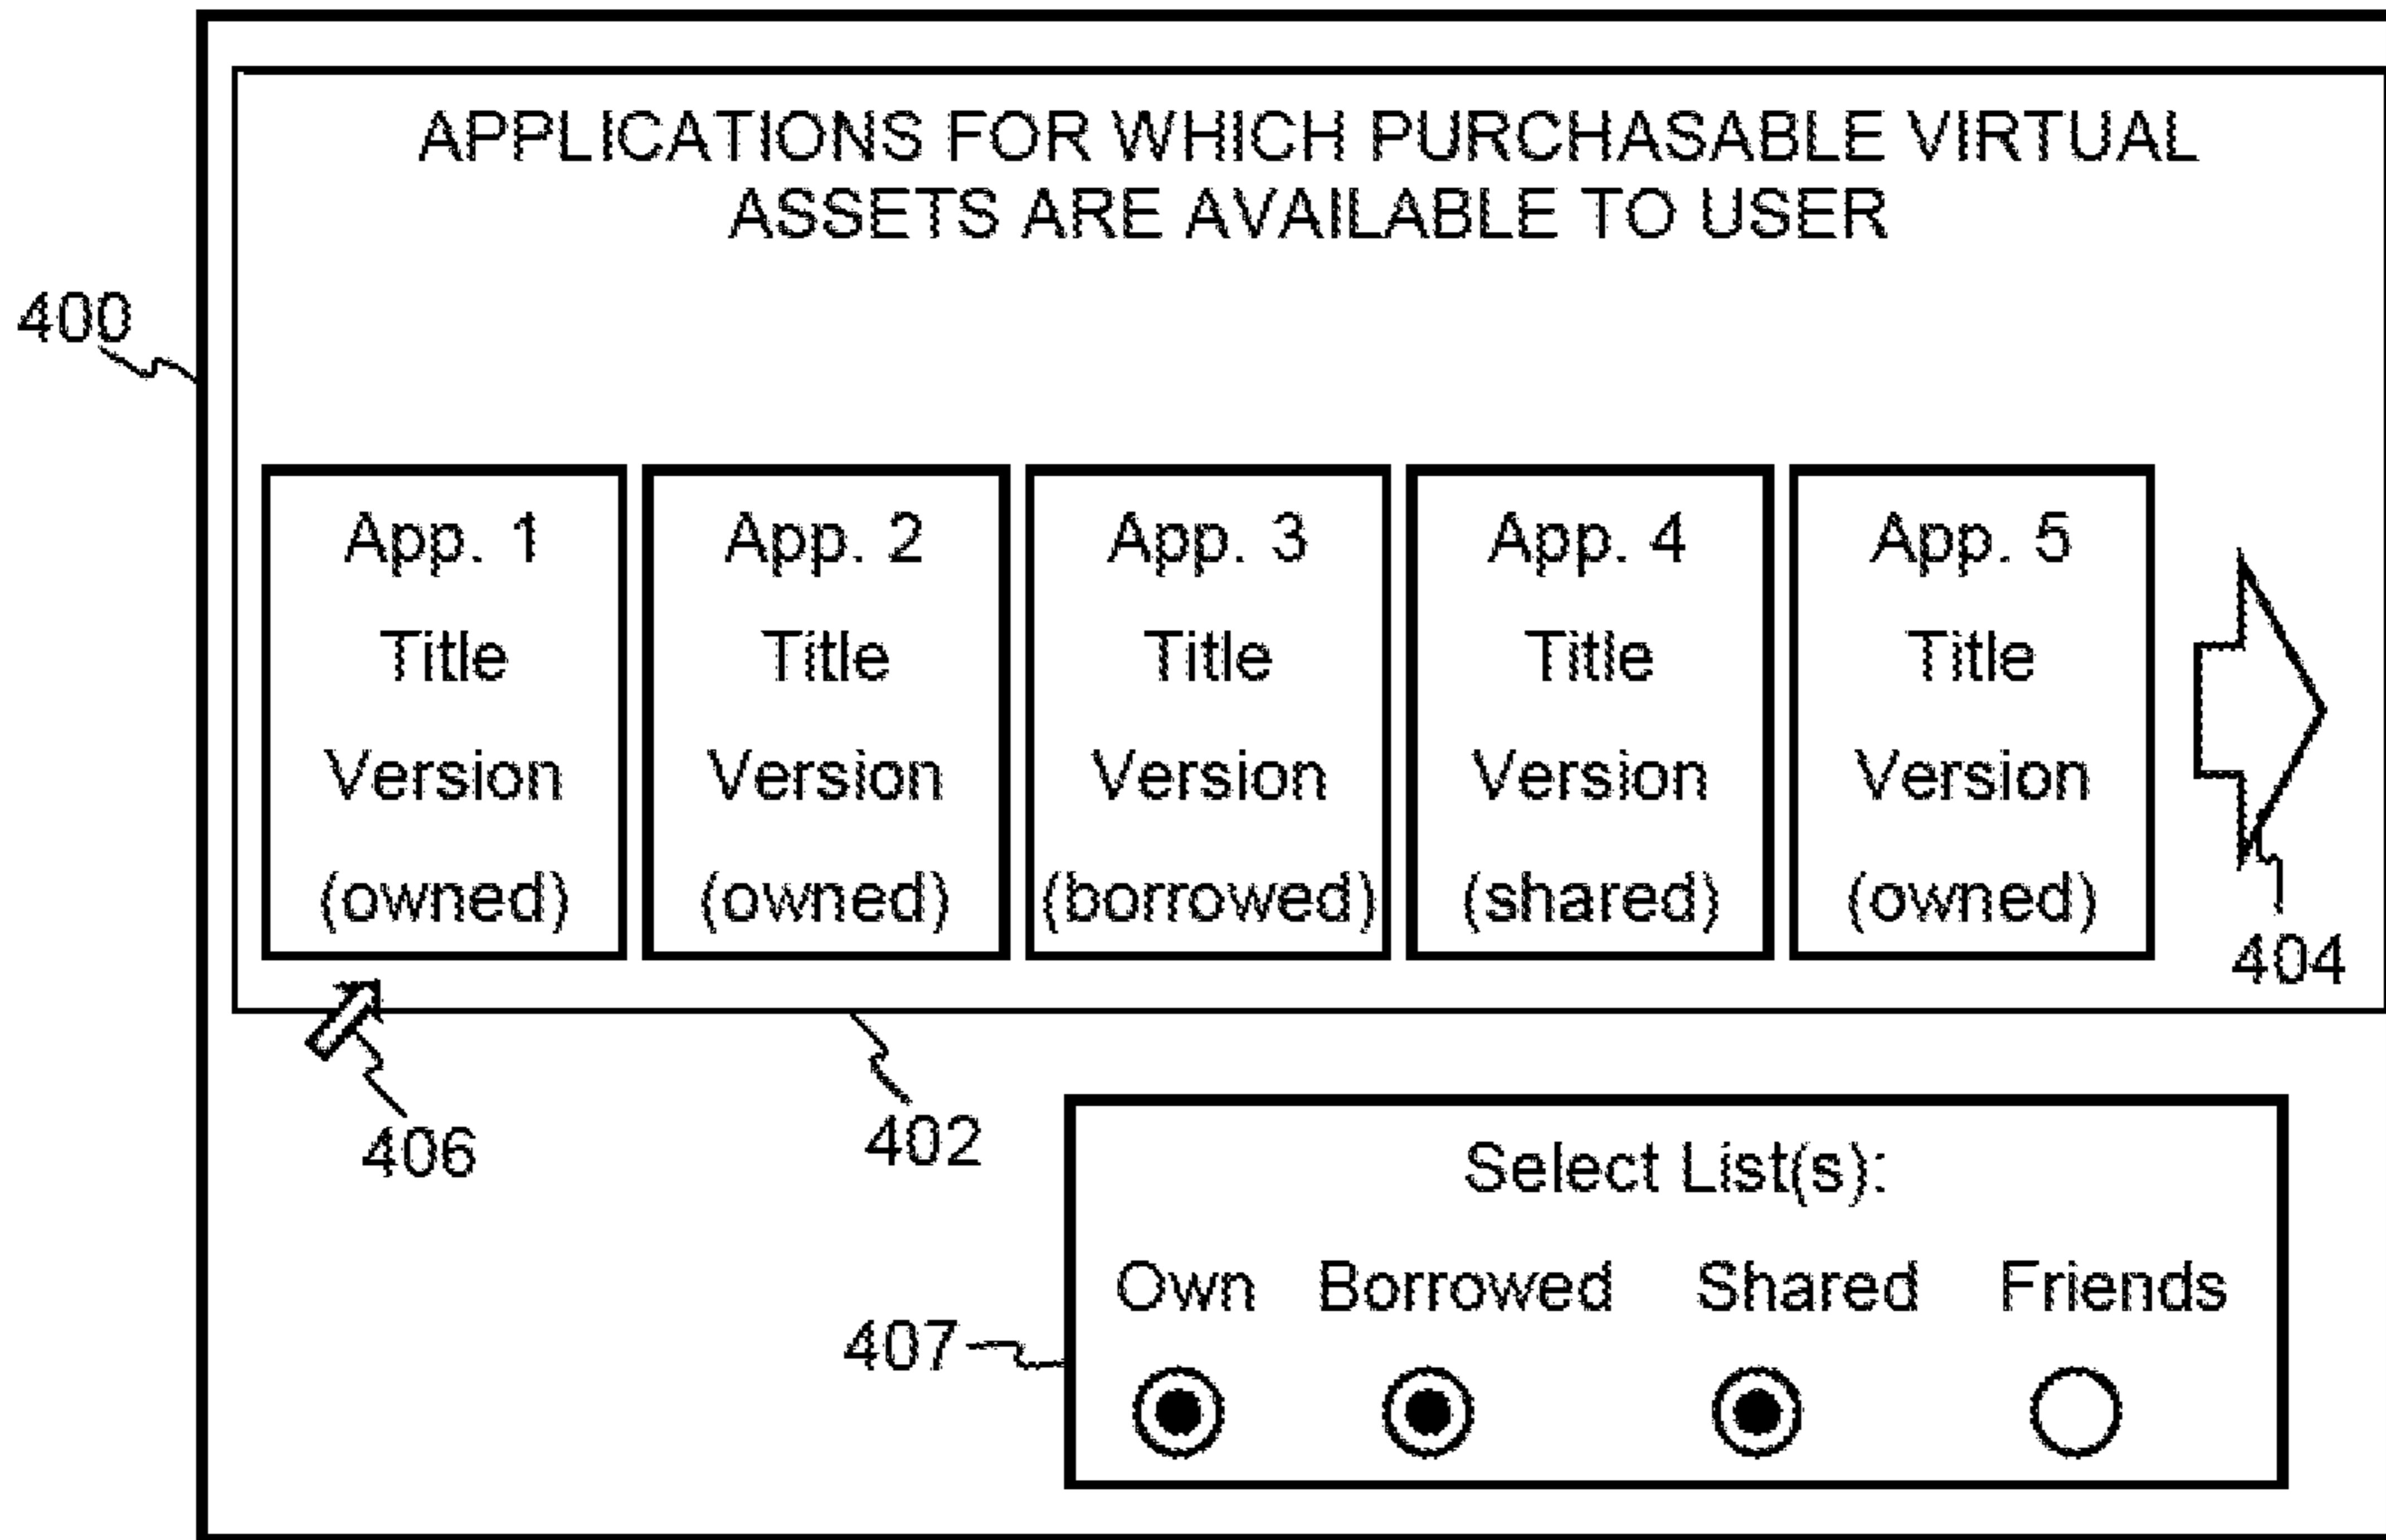 APPLICATIONS FOR WHICH PURCHASABLE VIRTUAL
ASSETS ARE AVAILABLE TO USER
400
App. 1
Title
Version
(owned)
App. 2
Title
Version
(owned)
App. 3
Title
Version
(borrowed)
App. 4
Title
Version
(shared)
App. 5
Title
Version
(owned)
404
406
402
Select List(s):
Own Borrowed Shared Friends
407